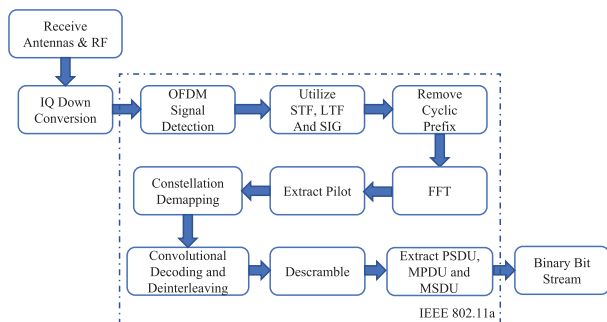 Receive
Antennas & RF
IQ Down
Conversion
OFDM
Signal
Detection
Utilize
STF, LTF
And SIG
Remove
Cyclic
Prefix
Constellation
Demapping
Extract Pilot
FFT
Convolutional
Decoding and
Deinterleaving
Descramble
Extract PSDU,
MPDU and
MSDU
Binary Bit
Stream
IEEE 802.11a